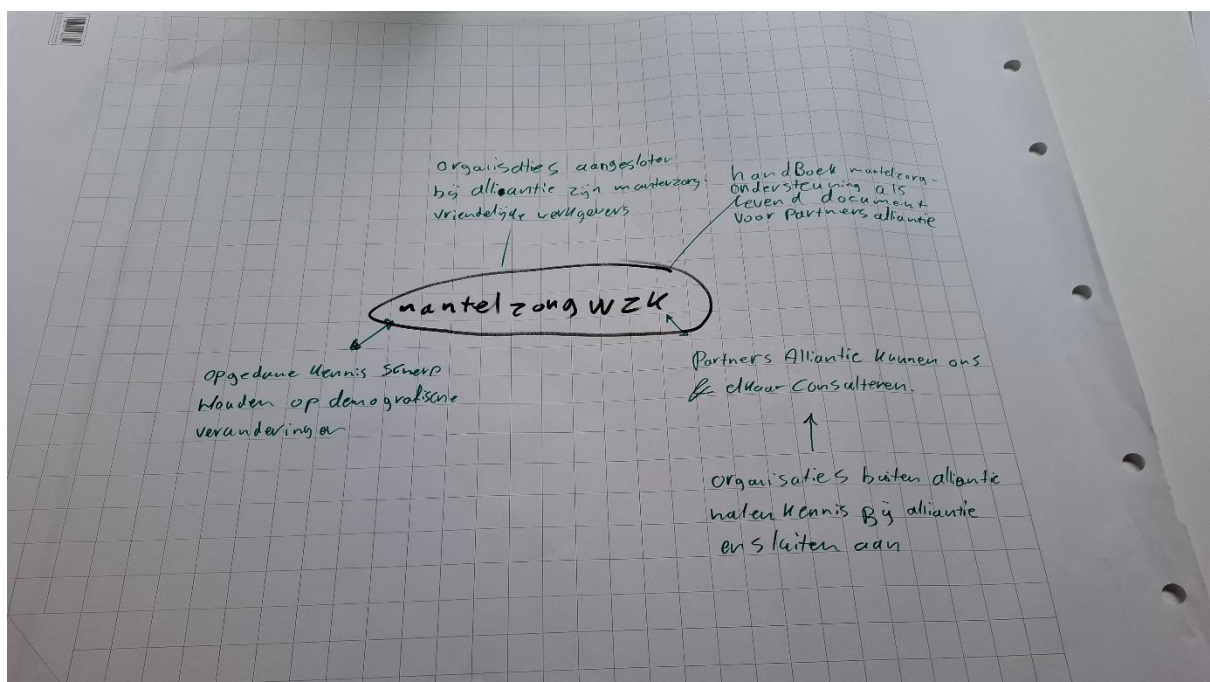 organisaties aangesloten
bij alliantie zijn mantelzorg-
vriendelijke werkgevers
handBoek mantelzorg-
ondersteuning als
levend document
voor partners alliantie
mantelzorg WZK
opgedane kennis scherp
houden op demografische
veranderingen
Partners Alliantie kunnen ons
& elkaar consulteren.
organisaties buiten alliantie
halen kennis Bij alliantie
en sluiten aan